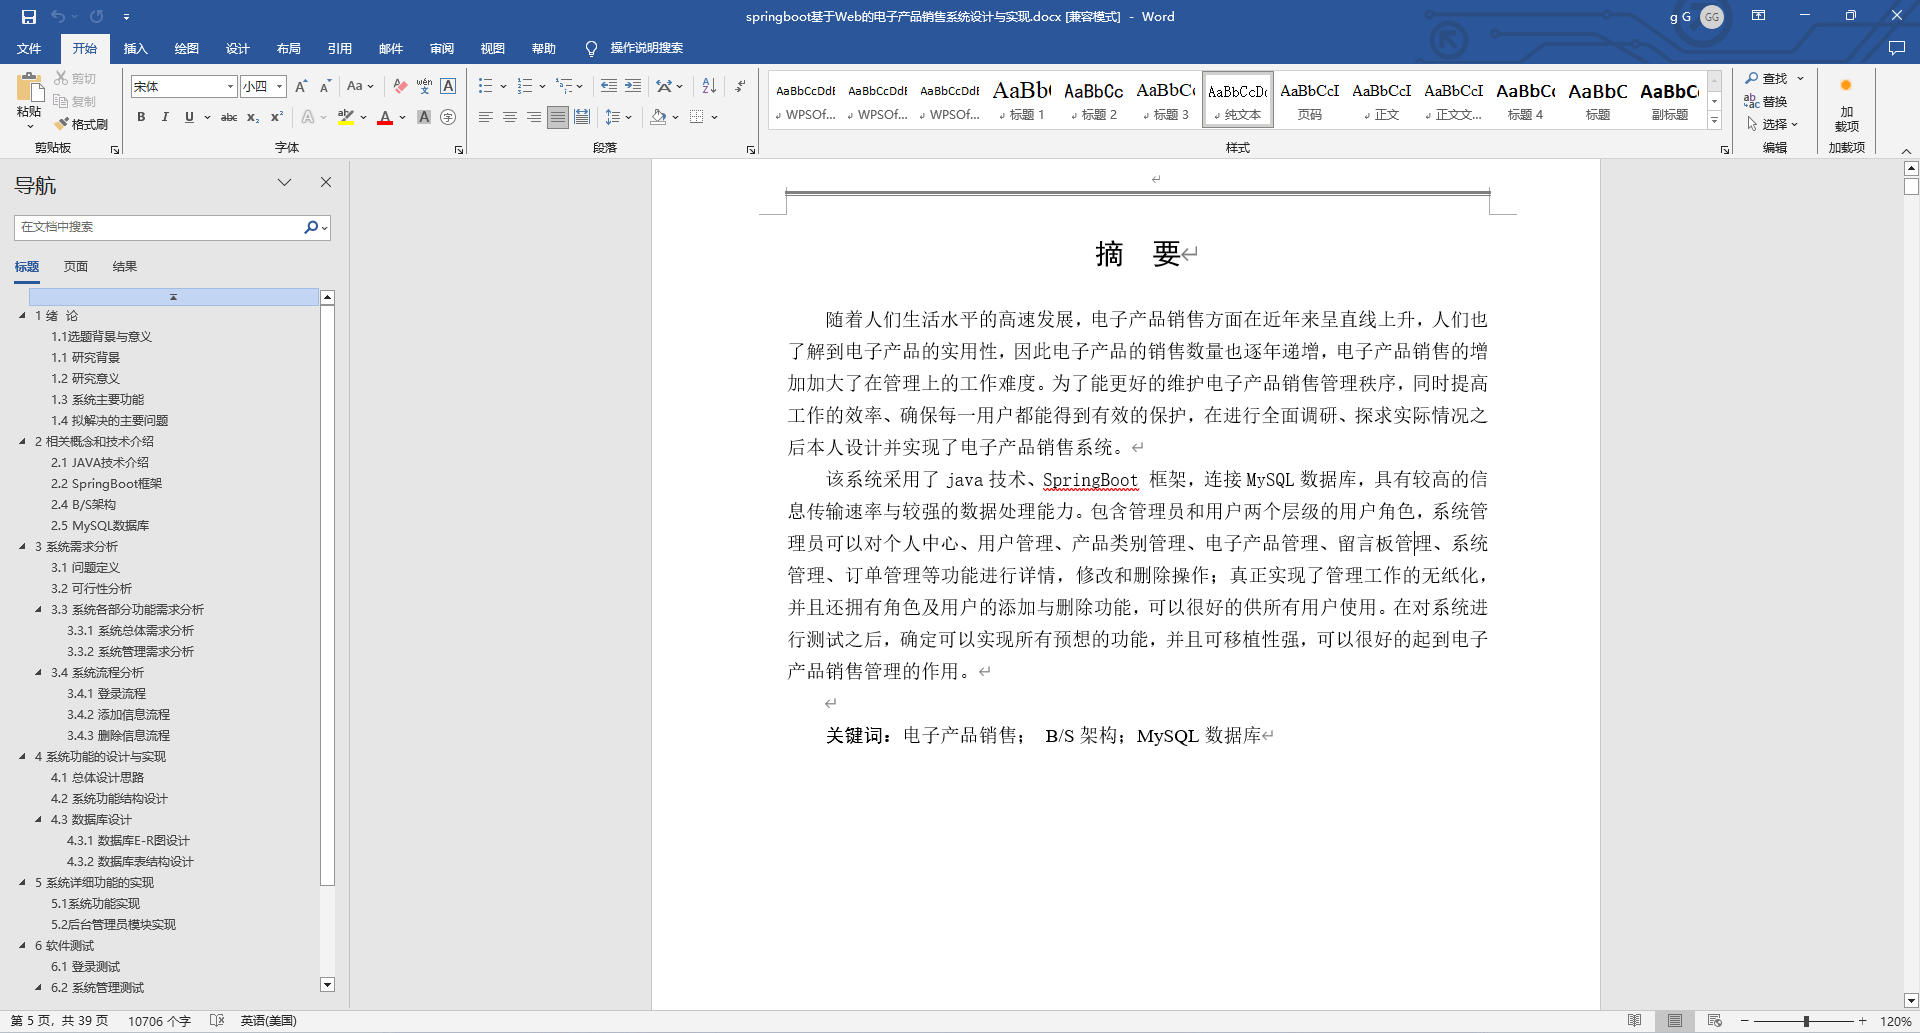 springboot基于Web的电子产品销售系统设计与实现.docx [兼容模式] - Word
g G
GG
文件 开始 插入 绘图 设计 布局 引用 邮件 审阅 视图 帮助 操作说明搜索
粘贴
剪切
复制
格式刷
剪贴板
宋体
小四
字体
段落
AaBbCcDdE WPSOf...
AaBbCcDdE WPSOf...
AaBbCcDdE WPSOf...
AaBb( 标题 1
AaBbCc 标题 2
AaBbC( 标题 3
AaBbCcD( 纯文本
AaBbCcI 页码
AaBbCcI 正文
AaBbCcI 正文文...
AaBbC( 标题 4
AaBbC 标题
AaBbC( 副标题
样式
查找
替换
选择
编辑
加
载项
加载项
导航
在文档中搜索
标题 页面 结果
1 绪 论
1.1选题背景与意义
1.1 研究背景
1.2 研究意义
1.3 系统主要功能
1.4 拟解决的主要问题
2 相关概念和技术介绍
2.1 JAVA技术介绍
2.2 SpringBoot框架
2.4 B/S架构
2.5 MySQL数据库
3 系统需求分析
3.1 问题定义
3.2 可行性分析
3.3 系统各部分功能需求分析
3.3.1 系统总体需求分析
3.3.2 系统管理需求分析
3.4 系统流程分析
3.4.1 登录流程
3.4.2 添加信息流程
3.4.3 删除信息流程
4 系统功能的设计与实现
4.1 总体设计思路
4.2 系统功能结构设计
4.3 数据库设计
4.3.1 数据库E-R图设计
4.3.2 数据库表结构设计
5 系统详细功能的实现
5.1系统功能实现
5.2后台管理员模块实现
6 软件测试
6.1 登录测试
6.2 系统管理测试
摘 要
随着人们生活水平的高速发展，电子产品销售方面在近年来呈直线上升，人们也
了解到电子产品的实用性，因此电子产品的销售数量也逐年递增，电子产品销售的增
加加大了在管理上的工作难度。为了能更好的维护电子产品销售管理秩序，同时提高
工作的效率、确保每一用户都能得到有效的保护，在进行全面调研、探求实际情况之
后本人设计并实现了电子产品销售系统。
该系统采用了 java 技术、SpringBoot 框架，连接 MySQL 数据库，具有较高的信
息传输速率与较强的数据处理能力。包含管理员和用户两个层级的用户角色，系统管
理员可以对个人中心、用户管理、产品类别管理、电子产品管理、留言板管理、系统
管理、订单管理等功能进行详情，修改和删除操作；真正实现了管理工作的无纸化，
并且还拥有角色及用户的添加与删除功能，可以很好的供所有用户使用。在对系统进
行测试之后，确定可以实现所有预想的功能，并且可移植性强，可以很好的起到电子
产品销售管理的作用。
关键词：电子产品销售； B/S 架构；MySQL 数据库
第 5 页，共 39 页 10706 个字 英语(美国)
120%